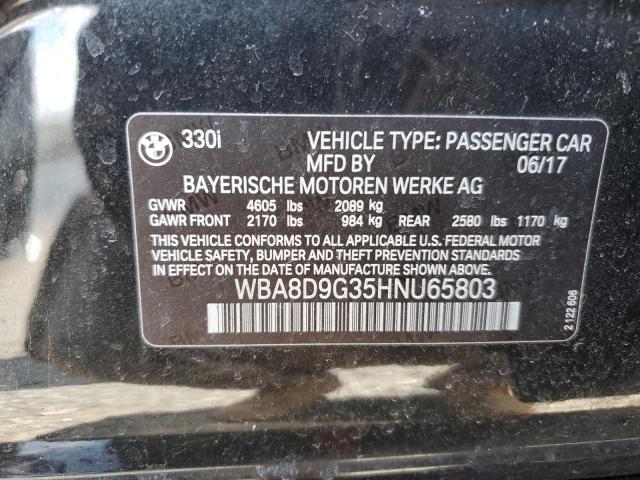 330i VEHICLE TYPE: PASSENGER CAR
MFD BY 06/17
BAYERISCHE MOTOREN WERKE AG
GVWR 4605 lbs 2089 kg
GAWR FRONT 2170 lbs 984 kg REAR 2580 lbs 1170 kg
THIS VEHICLE CONFORMS TO ALL APPLICABLE U.S. FEDERAL MOTOR
VEHICLE SAFETY, BUMPER, AND THEFT PREVENTION STANDARDS
IN EFFECT ON THE DATE OF MANUFACTURE SHOWN ABOVE.
WBA8D9G35HNU65803
2 122 606